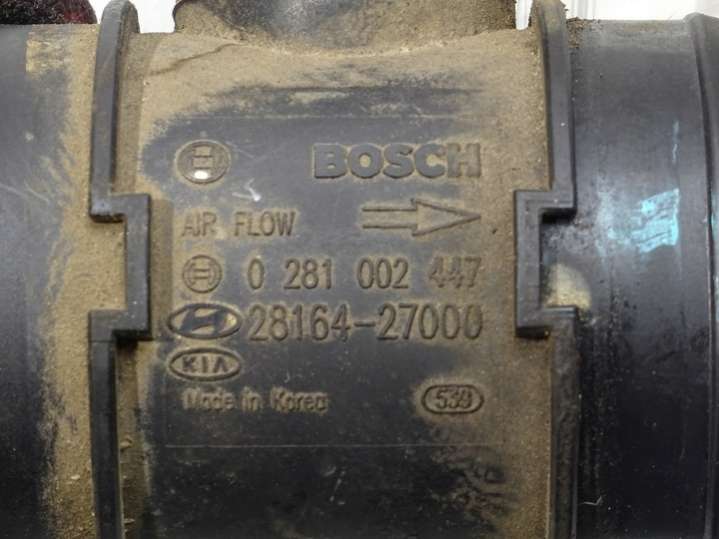 BOSCH
AIR FLOW
0 281 002 447
28164-27000
KIA
Made in Korea 539